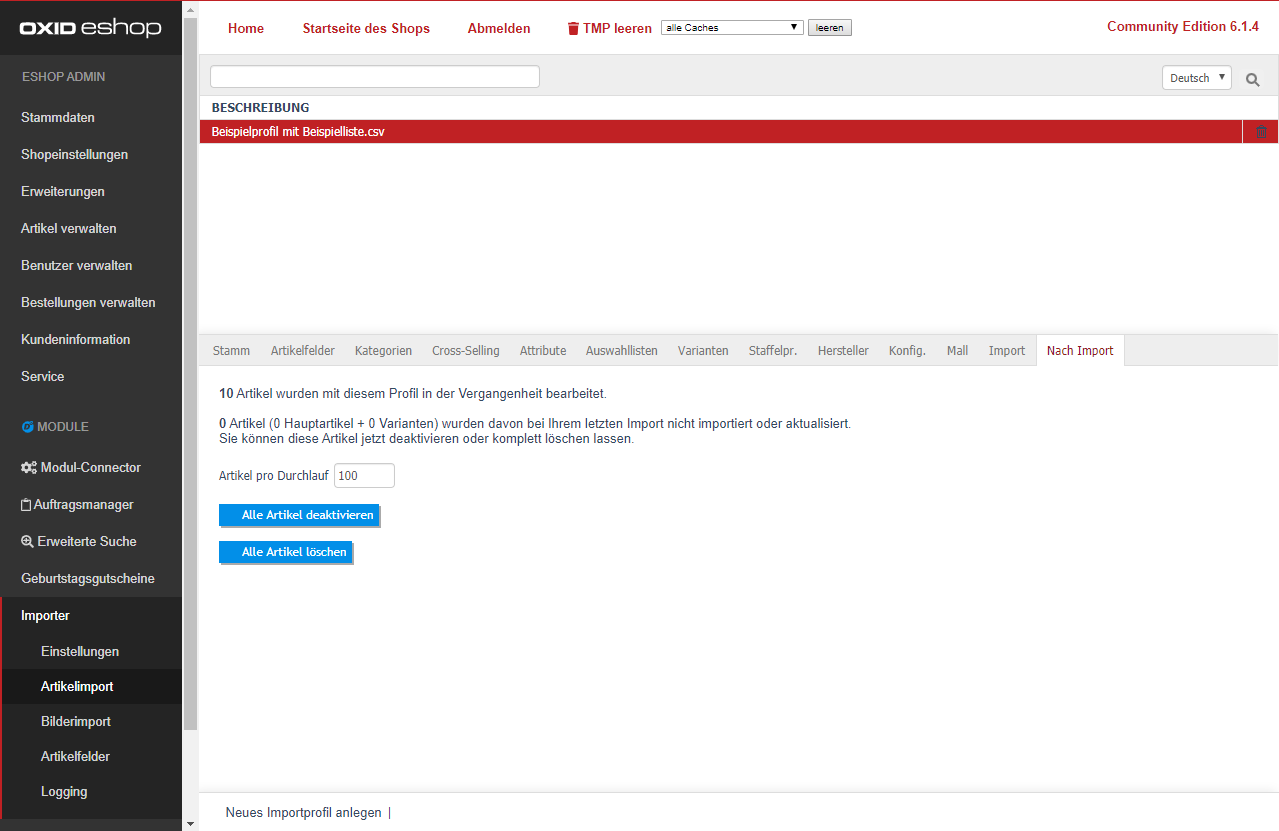 OXID eshop
Home Startseite des Shops Abmelden TMP leeren alle Caches leeren Community Edition 6.1.4
ESHOP ADMIN
Stammdaten
Shopeinstellungen
Erweiterungen
Artikel verwalten
Benutzer verwalten
Bestellungen verwalten
Kundeninformation
Service
MODULE
Modul-Connector
Auftragsmanager
Erweiterte Suche
Geburtstagsgutscheine
Importer
Einstellungen
Artikelimport
Bilderimport
Artikelfelder
Logging
Deutsch
BESCHREIBUNG
Beispielprofil mit Beispielliste.csv
Stamm Artikelfelder Kategorien Cross-Selling Attribute Auswahllisten Varianten Staffelpr. Hersteller Konfig. Mall Import Nach Import
10 Artikel wurden mit diesem Profil in der Vergangenheit bearbeitet.
0 Artikel (0 Hauptartikel + 0 Varianten) wurden davon bei Ihrem letzten Import nicht importiert oder aktualisiert.
Sie können diese Artikel jetzt deaktivieren oder komplett löschen lassen.
Artikel pro Durchlauf 100
Alle Artikel deaktivieren
Alle Artikel löschen
Neues Importprofil anlegen |